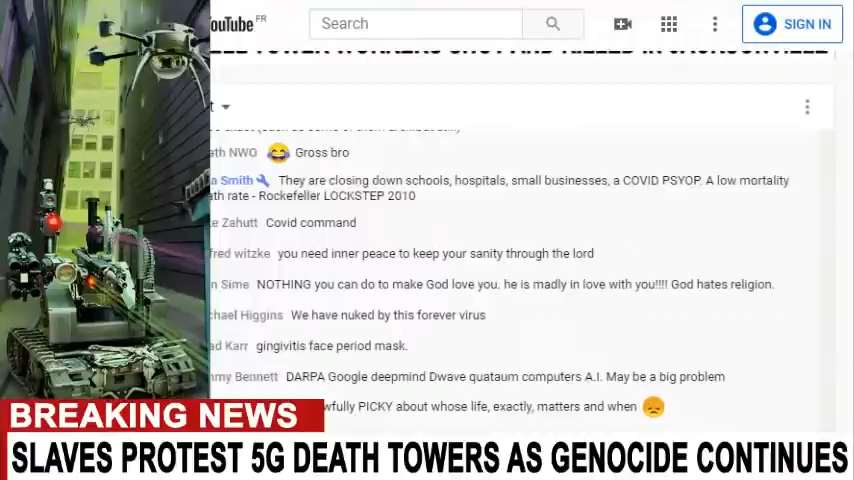 ouTube FR
Search
SIGN IN
t
ath NWO Gross bro
a Smith They are closing down schools, hospitals, small businesses, a COVID PSYOP. A low mortality
ath rate - Rockefeller LOCKSTEP 2010
ke Zahutt Covid command
fred witzke you need inner peace to keep your sanity through the lord
n Sime NOTHING you can do to make God love you. he is madly in love with you!!!! God hates religion.
chael Higgins We have nuked by this forever virus
ad Karr gingivitis face period mask.
mmy Bennett DARPA Google deepmind Dwave quataum computers A.I. May be a big problem
wfully PICKY about whose life, exactly, matters and when
BREAKING NEWS
SLAVES PROTEST 5G DEATH TOWERS AS GENOCIDE CONTINUES